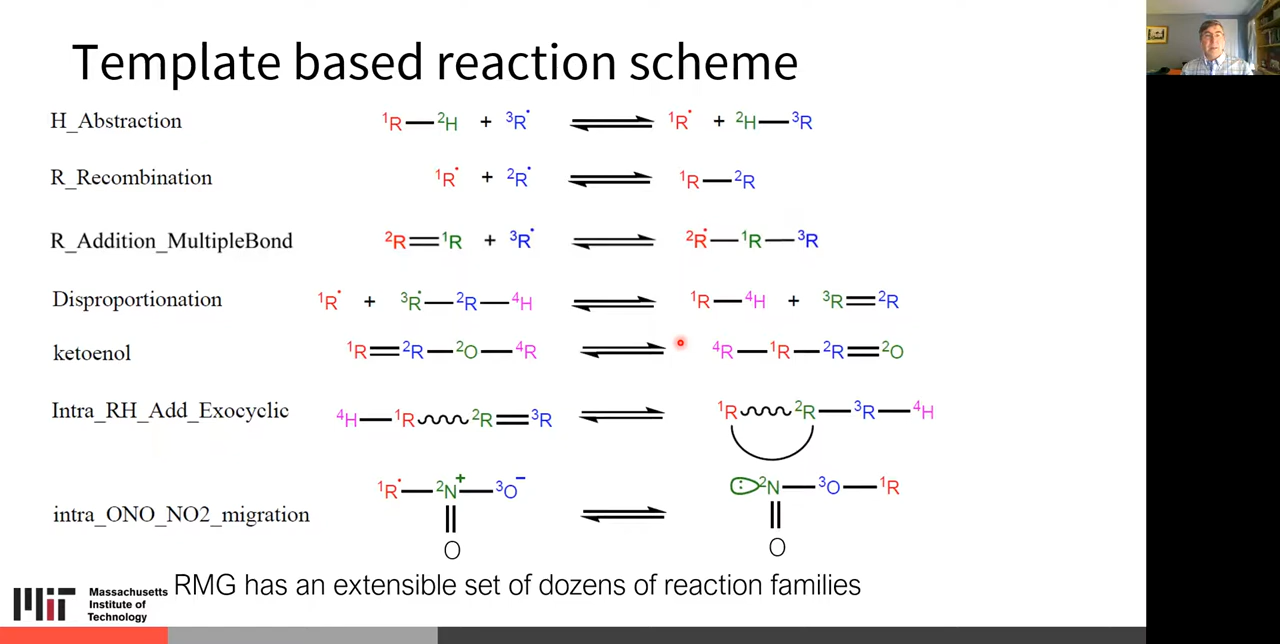 Template based reaction scheme
H_Abstraction ¹R—²H + ³R˙ ⇌ ¹R˙ + ²H—³R
R_Recombination ¹R˙ + ²R˙ ⇌ ¹R—²R
R_Addition_MultipleBond ²R=¹R + ³R˙ ⇌ ²R˙—¹R—³R
Disproportionation ¹R˙ + ³R˙—²R—⁴H ⇌ ¹R—⁴H + ³R=²R
ketoenol ¹R=²R—²O—⁴R ⇌ ⁴R—¹R—²R=²O
Intra_RH_Add_Exocyclic ⁴H—¹R ²R=³R ⇌ ¹R ²R—³R—⁴H
¹R˙—²N⁺—³O⁻ :²N—³O—¹R
intra_ONO_NO2_migration ⇌
O O
RMG has an extensible set of dozens of reaction families
MIT
Massachusetts
Institute of
Technology